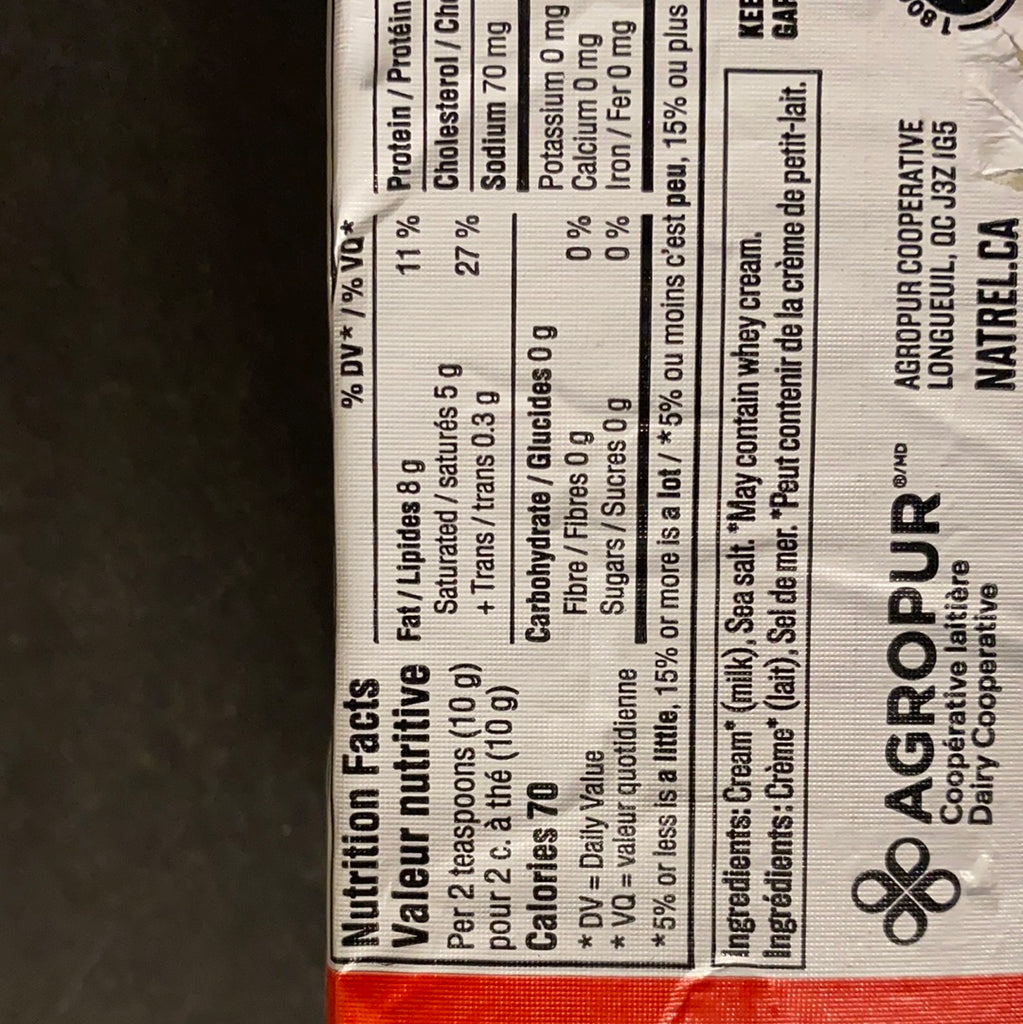 Nutrition Facts
Valeur nutritive
Per 2 teaspoons (10 g)
pour 2 c. à thé (10 g)
Calories 70
* DV = Daily Value
* VQ = valeur quotidienne
% DV* / % VQ*
Fat / Lipides 8 g 11 %
Saturated / saturés 5 g
+ Trans / trans 0.3 g 27 %
Carbohydrate / Glucides 0 g
Fibre / Fibres 0 g 0 %
Sugars / Sucres 0 g 0 %
Protein / Protéin
Cholesterol / Cho
Sodium 70 mg
Potassium 0 mg
Calcium 0 mg
Iron / Fer 0 mg
*5% or less is a little, 15% or more is a lot / *5% ou moins c'est peu, 15% ou plus
Ingredients: Cream* (milk), Sea salt. *May contain whey cream.
Ingrédients: Crème* (lait), Sel de mer. *Peut contenir de la crème de petit-lait.
AGROPUR®/MD
Coopérative laitière
Dairy Cooperative
AGROPUR COOPERATIVE
LONGUEUIL, QC J3Z 1G5
NATREL.CA